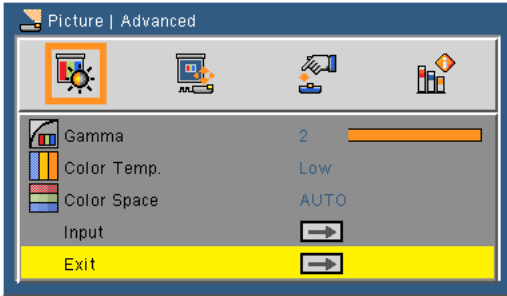 Picture | Advanced
Gamma 2
Color Temp. Low
Color Space AUTO
Input
Exit